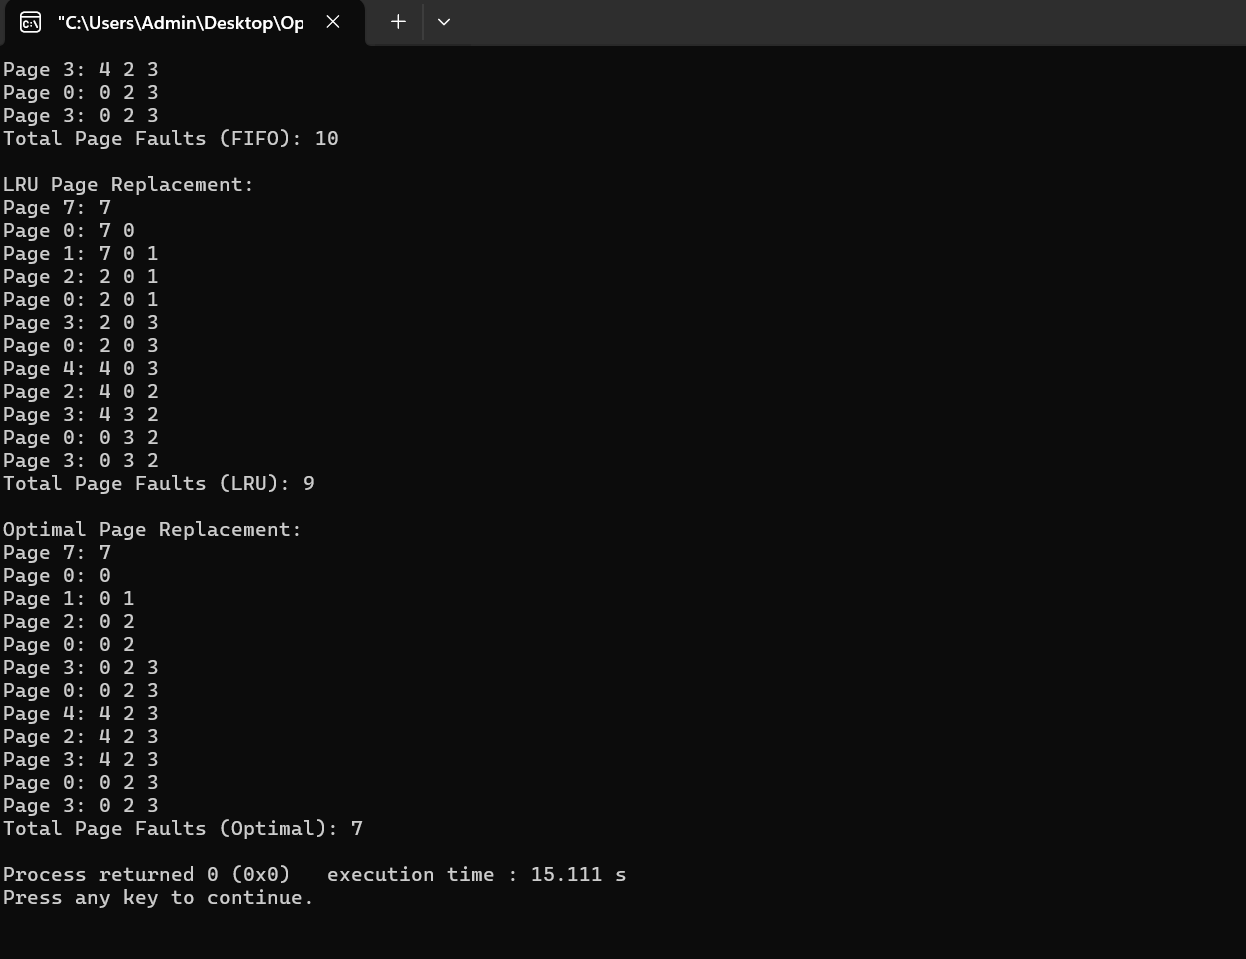 "C:\Users\Admin\Desktop\Op
Page 3: 4 2 3
Page 0: 0 2 3
Page 3: 0 2 3
Total Page Faults (FIFO): 10
LRU Page Replacement:
Page 7: 7
Page 0: 7 0
Page 1: 7 0 1
Page 2: 2 0 1
Page 0: 2 0 1
Page 3: 2 0 3
Page 0: 2 0 3
Page 4: 4 0 3
Page 2: 4 0 2
Page 3: 4 3 2
Page 0: 0 3 2
Page 3: 0 3 2
Total Page Faults (LRU): 9
Optimal Page Replacement:
Page 7: 7
Page 0: 0
Page 1: 0 1
Page 2: 0 2
Page 0: 0 2
Page 3: 0 2 3
Page 0: 0 2 3
Page 4: 4 2 3
Page 2: 4 2 3
Page 3: 4 2 3
Page 0: 0 2 3
Page 3: 0 2 3
Total Page Faults (Optimal): 7
Process returned 0 (0x0)   execution time : 15.111 s
Press any key to continue.